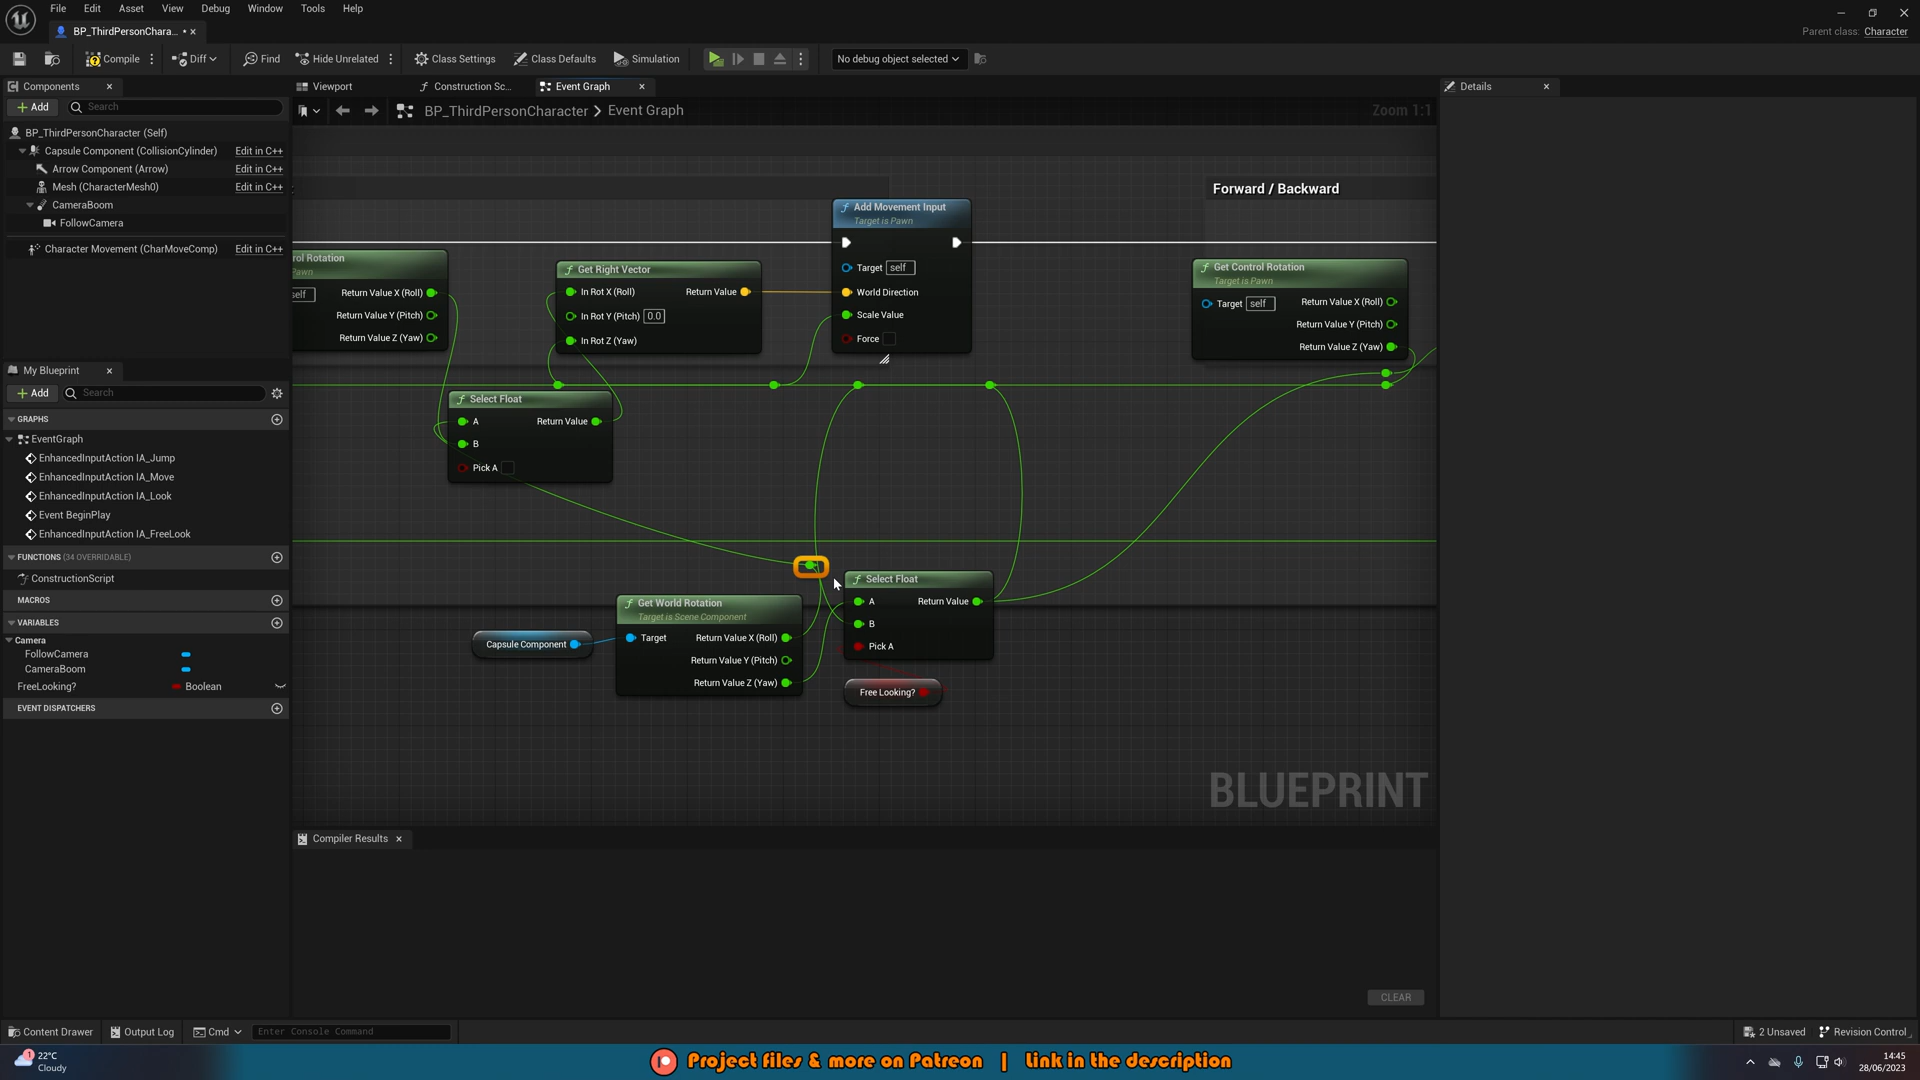 File Edit Asset View Debug Window Tools Help
BP_ThirdPersonChara... •
Parent class: Character
Compile Diff Find Hide Unrelated Class Settings Class Defaults Simulation No debug object selected
Components
Viewport Construction Sc... Event Graph Details
Add Search
BP_ThirdPersonCharacter > Event Graph Zoom 1:1
BP_ThirdPersonCharacter (Self)
Capsule Component (CollisionCylinder) Edit in C++
Arrow Component (Arrow) Edit in C++
Mesh (CharacterMesh0) Edit in C++
CameraBoom
FollowCamera
Character Movement (CharMoveComp) Edit in C++
My Blueprint
Add Search
GRAPHS
EventGraph
EnhancedInputAction IA_Jump
EnhancedInputAction IA_Move
EnhancedInputAction IA_Look
Event BeginPlay
EnhancedInputAction IA_FreeLook
FUNCTIONS (34 OVERRIDABLE)
ConstructionScript
MACROS
VARIABLES
Camera
FollowCamera
CameraBoom
FreeLooking? Boolean
EVENT DISPATCHERS
rol Rotation
Pawn
self Return Value X (Roll)
Return Value Y (Pitch)
Return Value Z (Yaw)
Get Right Vector
In Rot X (Roll) Return Value
In Rot Y (Pitch) 0.0
In Rot Z (Yaw)
Add Movement Input
Target is Pawn
Target self
World Direction
Scale Value
Force
Forward / Backward
Get Control Rotation
Target is Pawn
Target self Return Value X (Roll)
Return Value Y (Pitch)
Return Value Z (Yaw)
Select Float
A Return Value
B
Pick A
Capsule Component
Get World Rotation
Target is Scene Component
Target Return Value X (Roll)
Return Value Y (Pitch)
Return Value Z (Yaw)
Select Float
A Return Value
B
Pick A
Free Looking?
BLUEPRINT
Compiler Results
CLEAR
Content Drawer Output Log Cmd Enter Console Command 2 Unsaved Revision Control
1
22°C
Cloudy
Project files & more on Patreon | Link in the description
14:45
28/06/2023